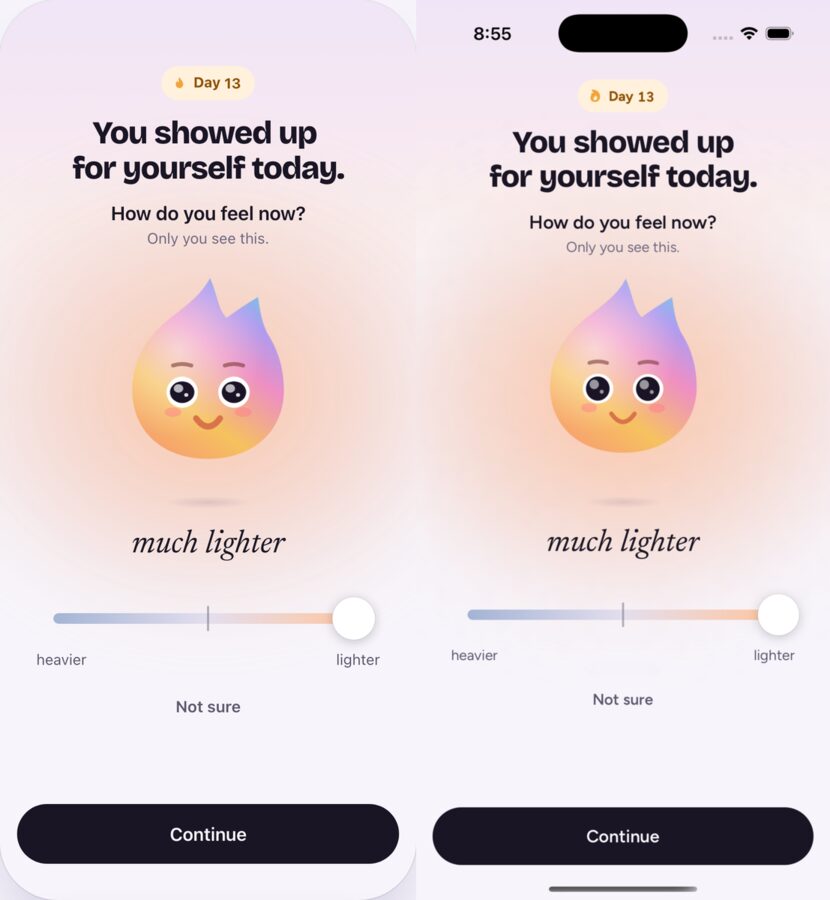 Day 13
You showed up
for yourself today.
How do you feel now?
Only you see this.
much lighter
heavier
lighter
Not sure
Continue
8:55
Day 13
You showed up
for yourself today.
How do you feel now?
Only you see this.
much lighter
heavier
lighter
Not sure
Continue